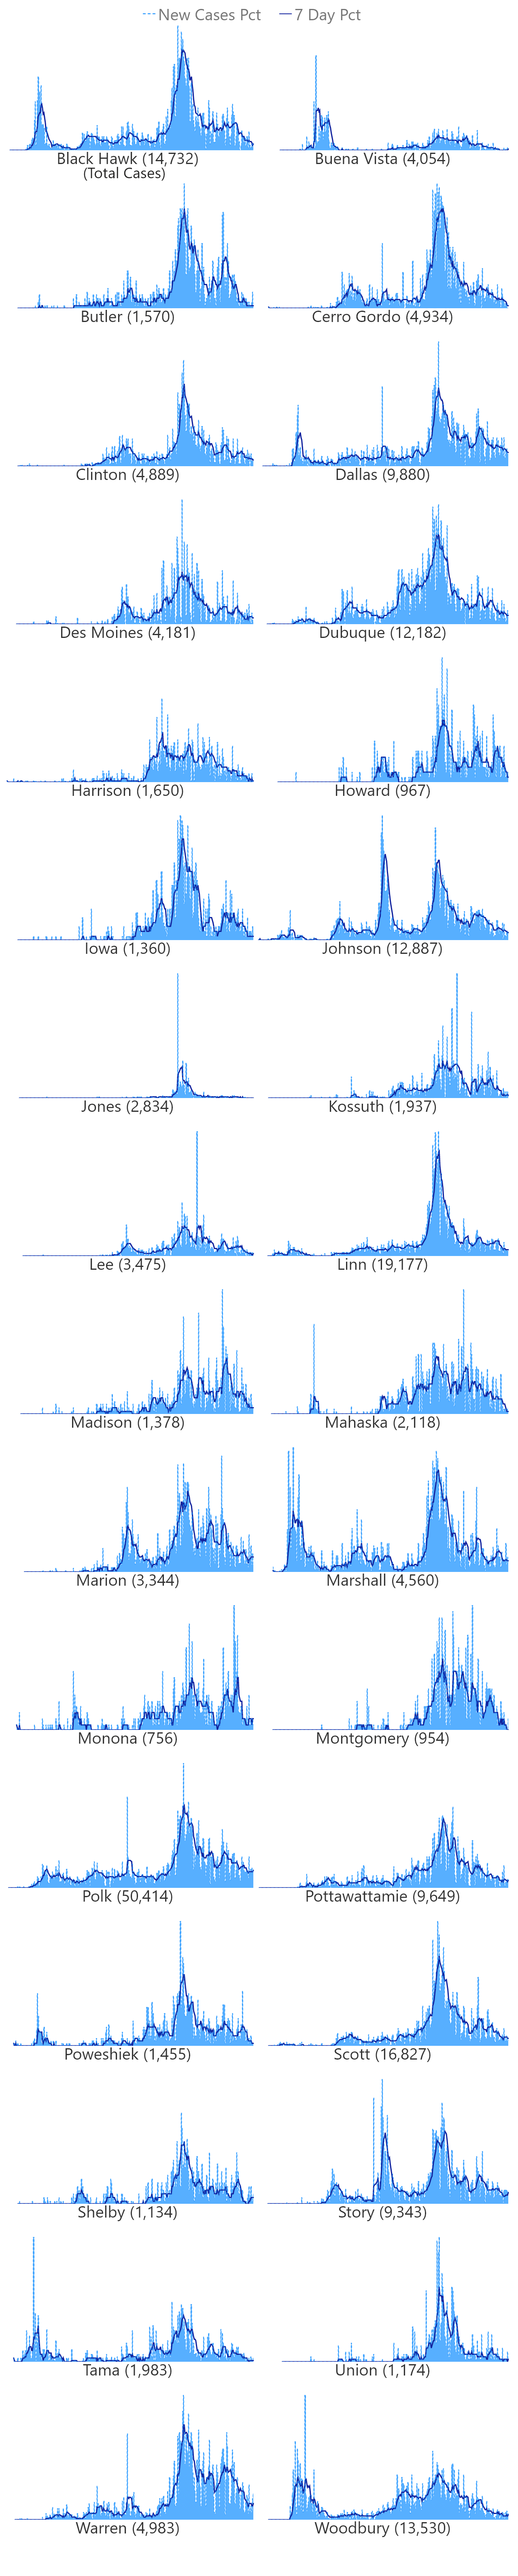 New Cases Pct 7 Day Pct
Black Hawk (14,732) Buena Vista (4,054)
(Total Cases)
Butler (1,570) Cerro Gordo (4,934)
Clinton (4,889) Dallas (9,880)
Des Moines (4,181) Dubuque (12,182)
Harrison (1,650) Howard (967)
Iowa (1,360) Johnson (12,887)
Jones (2,834) Kossuth (1,937)
Lee (3,475) Linn (19,177)
Madison (1,378) Mahaska (2,118)
Marion (3,344) Marshall (4,560)
Monona (756) Montgomery (954)
Polk (50,414) Pottawattamie (9,649)
Poweshiek (1,455) Scott (16,827)
Shelby (1,134) Story (9,343)
Tama (1,983) Union (1,174)
Warren (4,983) Woodbury (13,530)